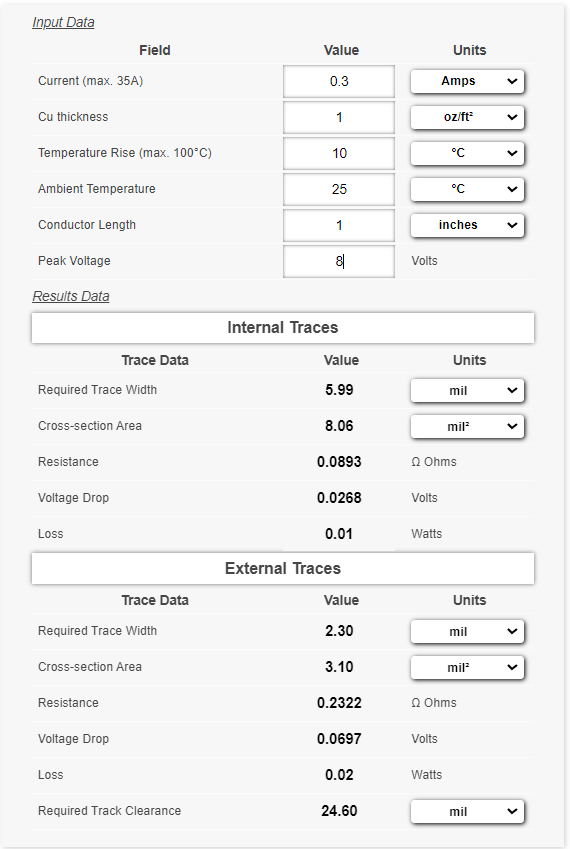 Input Data
Field Value Units
Current (max. 35A) 0.3 Amps
Cu thickness 1 oz/ft²
Temperature Rise (max. 100°C) 10 °C
Ambient Temperature 25 °C
Conductor Length 1 inches
Peak Voltage 8 Volts
Results Data
Internal Traces
Trace Data Value Units
Required Trace Width 5.99 mil
Cross-section Area 8.06 mil²
Resistance 0.0893 Ω Ohms
Voltage Drop 0.0268 Volts
Loss 0.01 Watts
External Traces
Trace Data Value Units
Required Trace Width 2.30 mil
Cross-section Area 3.10 mil²
Resistance 0.2322 Ω Ohms
Voltage Drop 0.0697 Volts
Loss 0.02 Watts
Required Track Clearance 24.60 mil